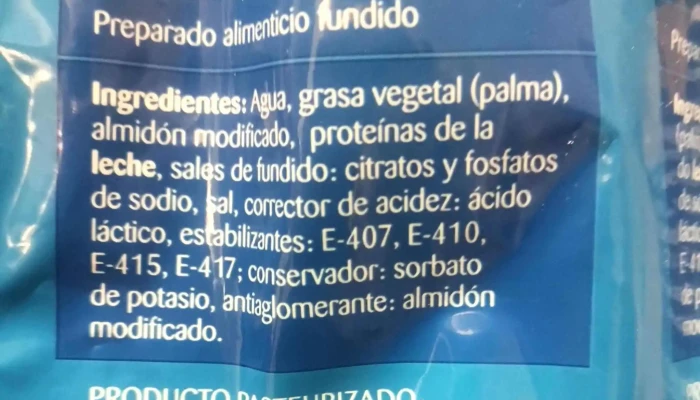 Preparado alimenticio fundido
Ingredientes: Agua, grasa vegetal (palma),
almidón modificado, proteínas de la
leche, sales de fundido: citratos y fosfatos
de sodio, sal, corrector de acidez: ácido
láctico, estabilizantes: E-407, E-410,
E-415, E-417; conservador: sorbato
de potasio, antiaglomerante: almidón
modificado.
PRODUCTO PASTEURIZADO